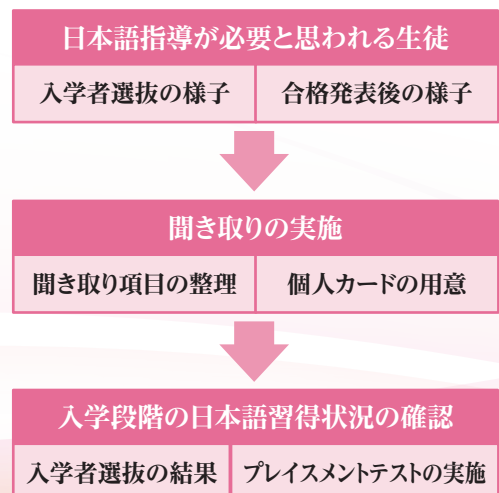 日本語指導が必要と思われる生徒
入学者選抜の様子 合格発表後の様子
聞き取りの実施
聞き取り項目の整理 個人カードの用意
入学段階の日本語習得状況の確認
入学者選抜の結果 プレイスメントテストの実施